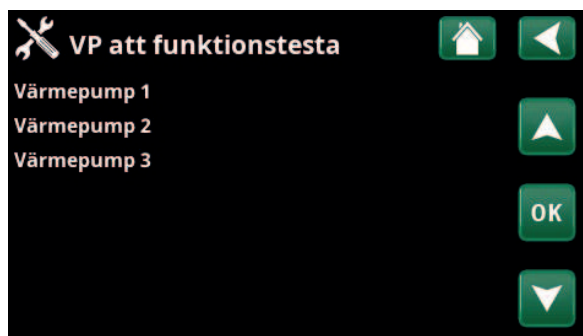 VP att funktionstesta
Värmepump 1
Värmepump 2
Värmepump 3
OK